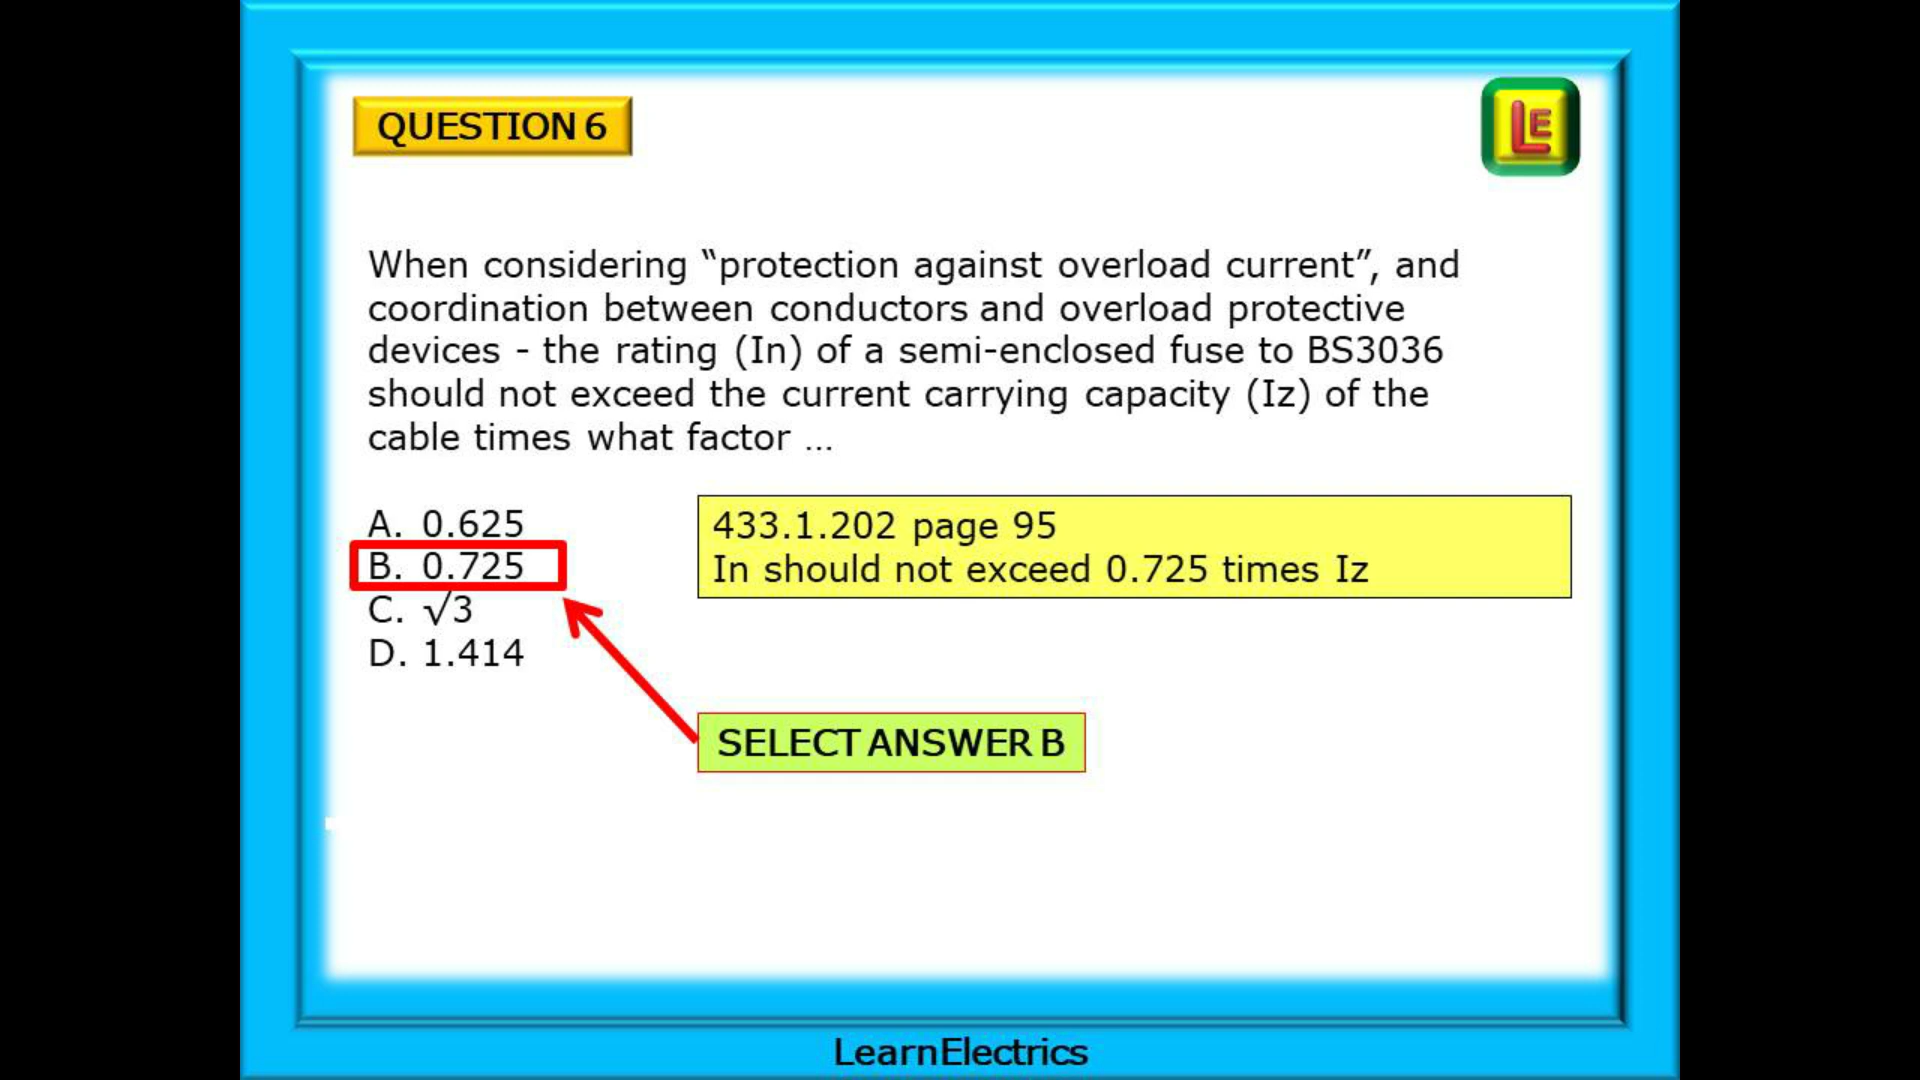 QUESTION 6
LE
When considering “protection against overload current”, and
coordination between conductors and overload protective
devices - the rating (In) of a semi-enclosed fuse to BS3036
should not exceed the current carrying capacity (Iz) of the
cable times what factor ...
A. 0.625
B. 0.725
C. √3
D. 1.414
433.1.202 page 95
In should not exceed 0.725 times Iz
SELECT ANSWER B
LearnElectrics